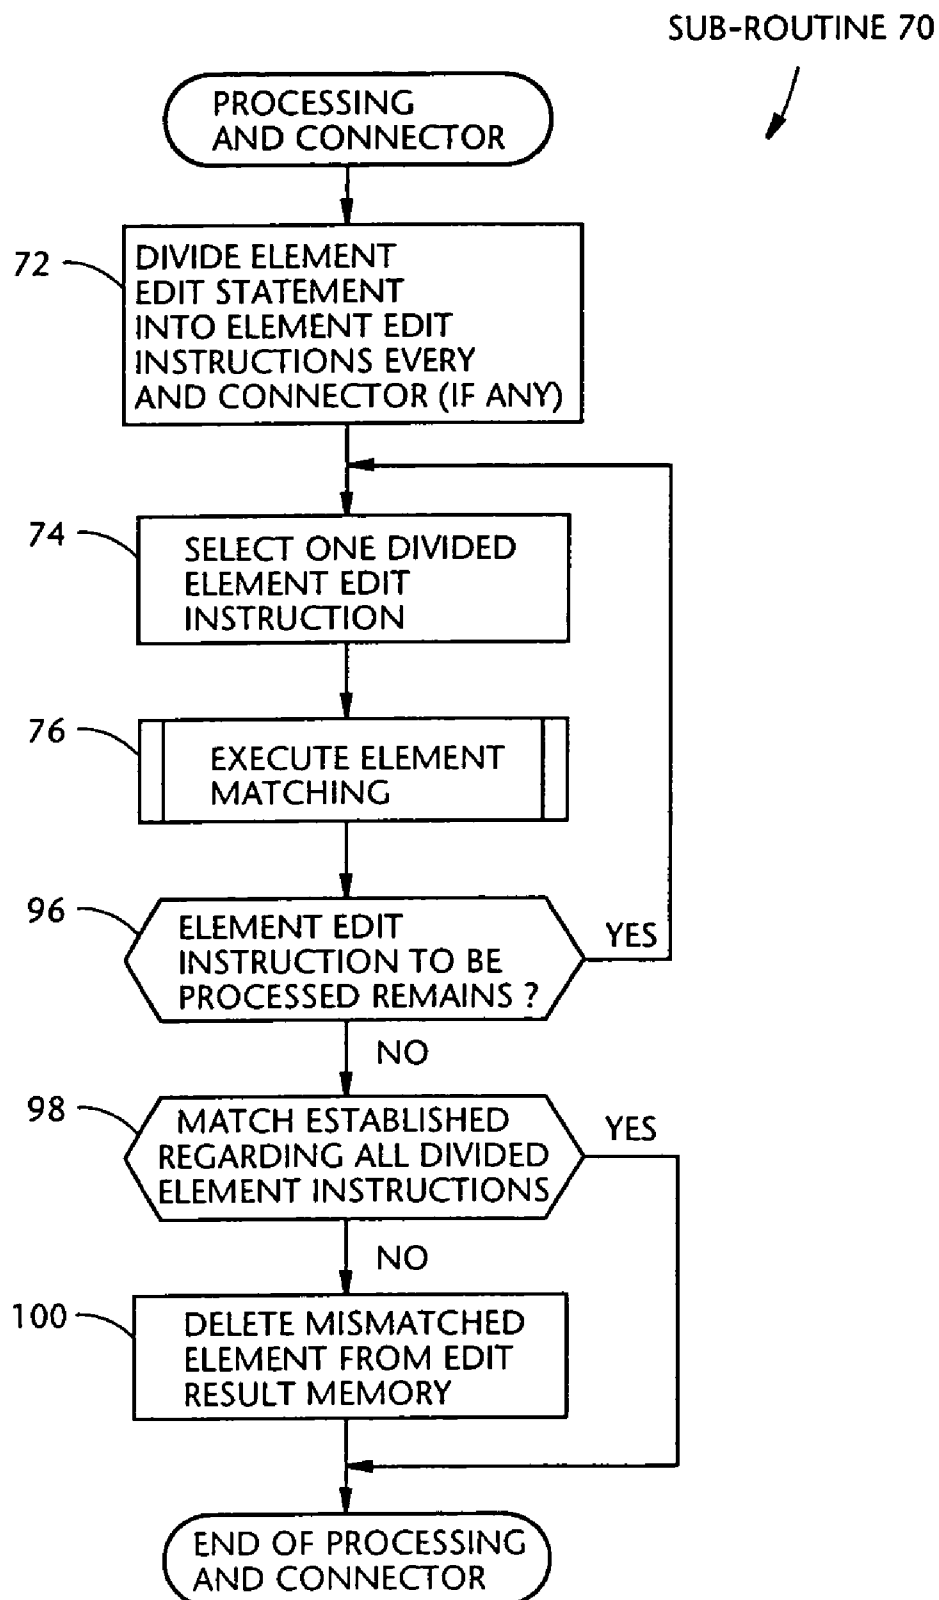 SUB-ROUTINE 70
PROCESSING
AND CONNECTOR
72
DIVIDE ELEMENT
EDIT STATEMENT
INTO ELEMENT EDIT
INSTRUCTIONS EVERY
AND CONNECTOR (IF ANY)
74
SELECT ONE DIVIDED
ELEMENT EDIT
INSTRUCTION
76
EXECUTE ELEMENT
MATCHING
96
ELEMENT EDIT
INSTRUCTION TO BE
PROCESSED REMAINS ?
YES
NO
98
MATCH ESTABLISHED
REGARDING ALL DIVIDED
ELEMENT INSTRUCTIONS
YES
NO
100
DELETE MISMATCHED
ELEMENT FROM EDIT
RESULT MEMORY
END OF PROCESSING
AND CONNECTOR